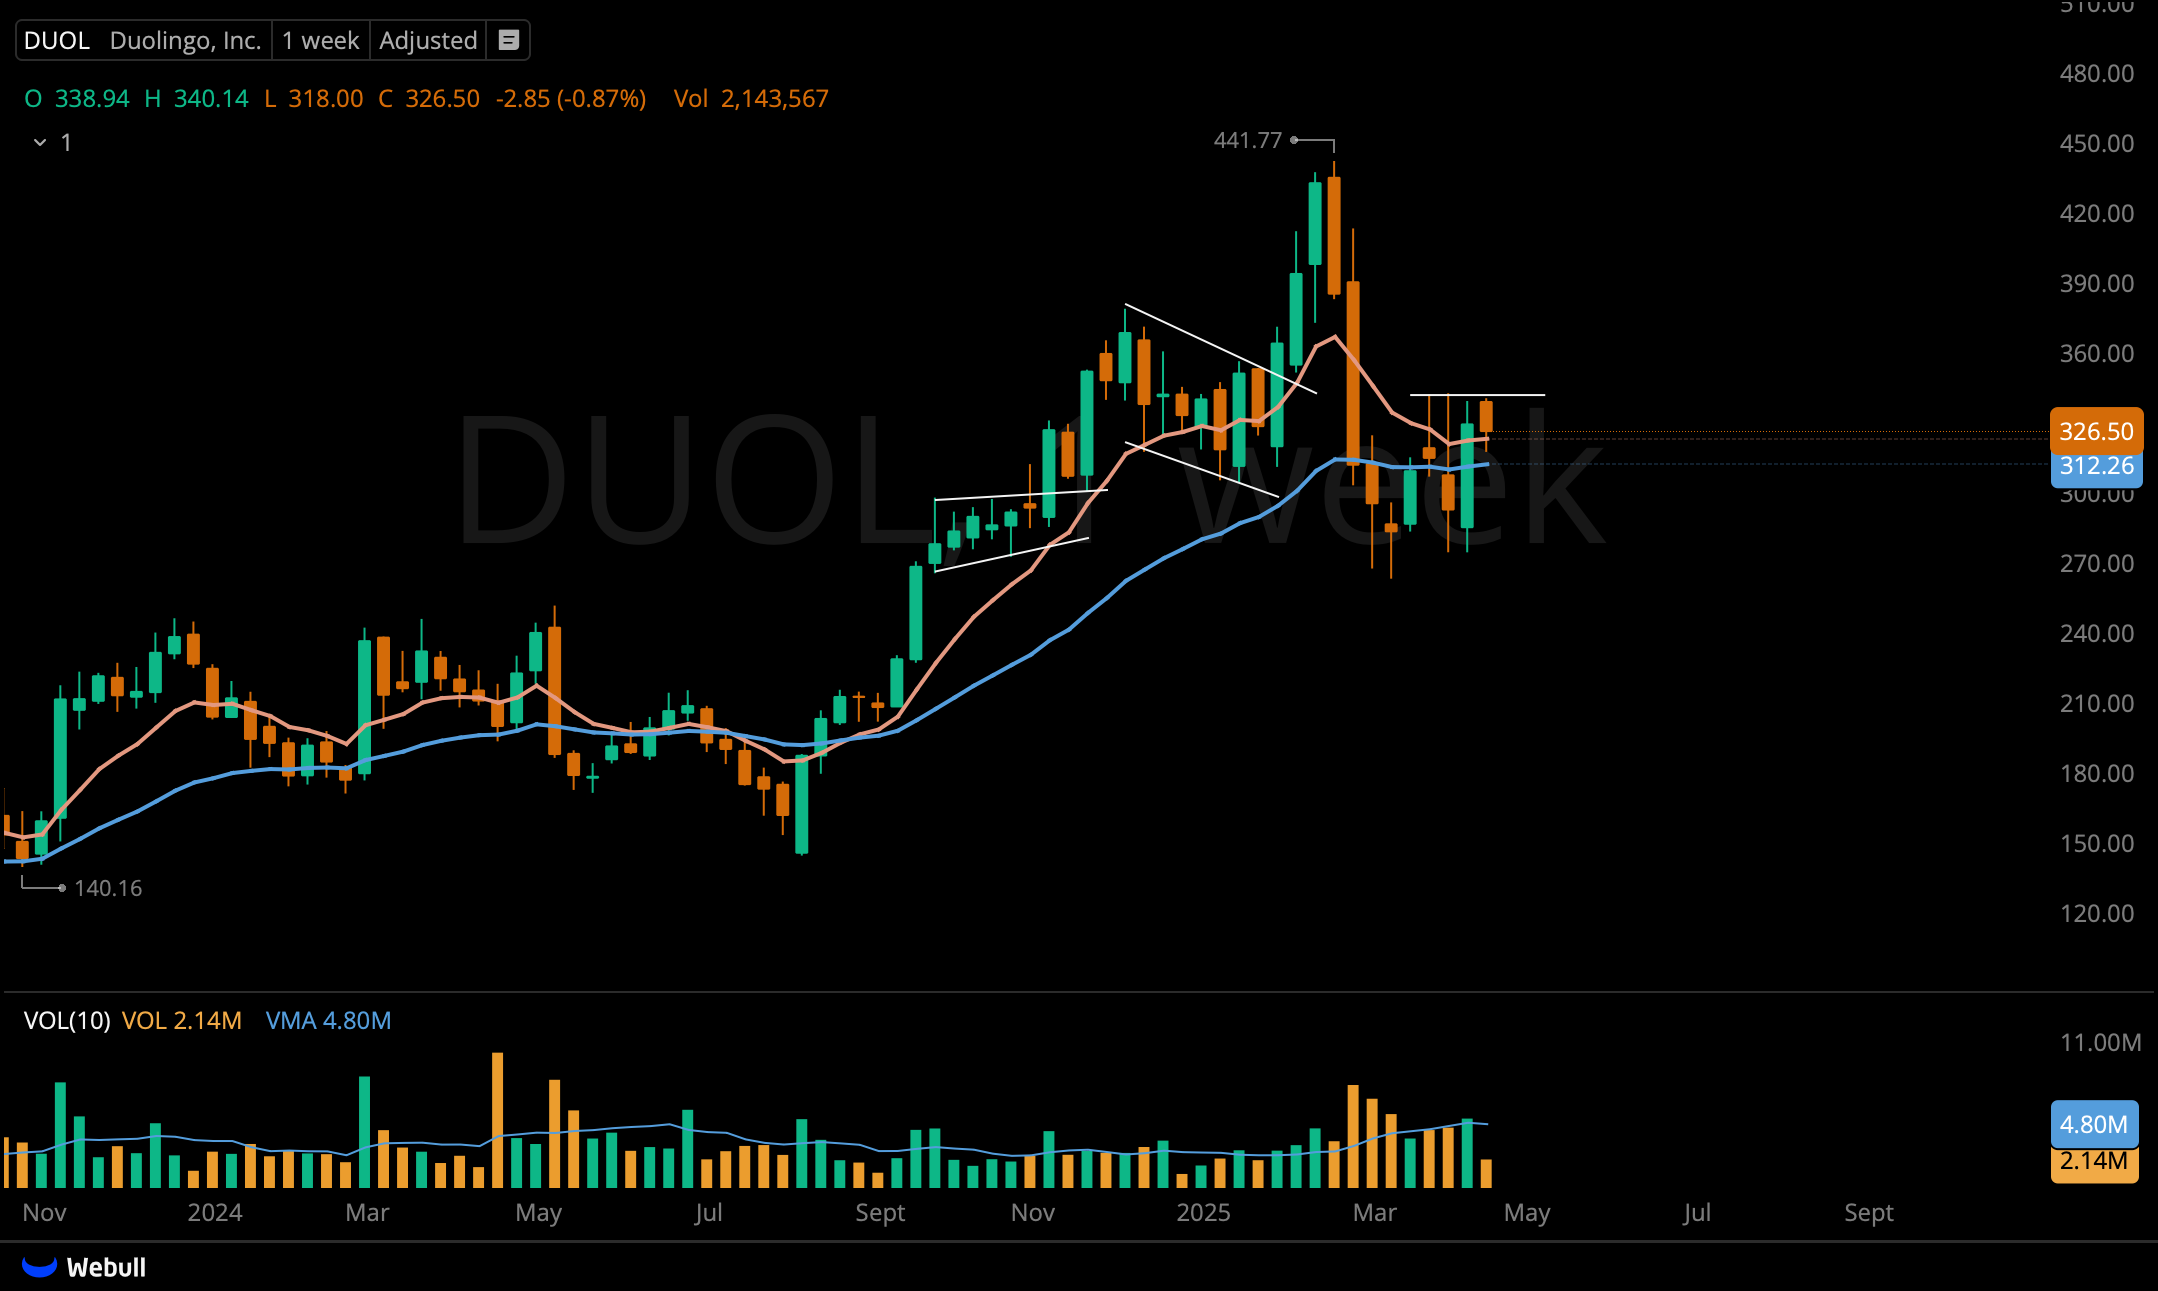 510.00
DUOL Duolingo, Inc. 1 week Adjusted
480.00
O 338.94 H 340.14 L 318.00 C 326.50 -2.85 (-0.87%) Vol 2,143,567
1
441.77
450.00
420.00
390.00
360.00
326.50
312.26
300.00
DUOL, 1 week
270.00
240.00
210.00
180.00
150.00
140.16
120.00
VOL(10) VOL 2.14M VMA 4.80M
11.00M
4.80M
2.14M
Nov 2024 Mar May Jul Sept Nov 2025 Mar May Jul Sept
Webull